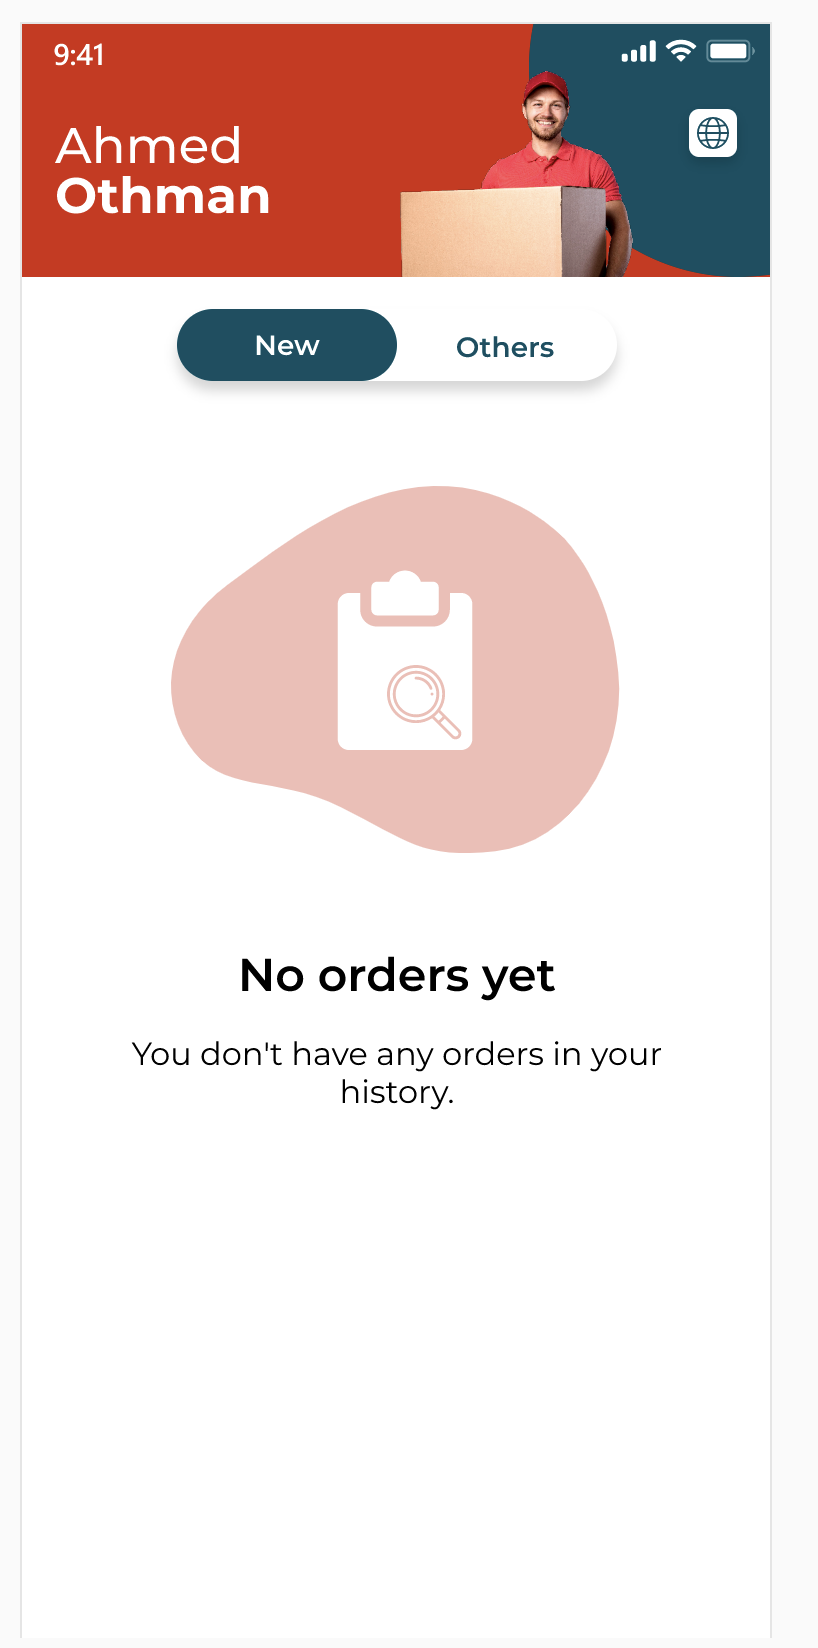 9:41
Ahmed
Othman
New
Others
No orders yet
You don't have any orders in your
history.